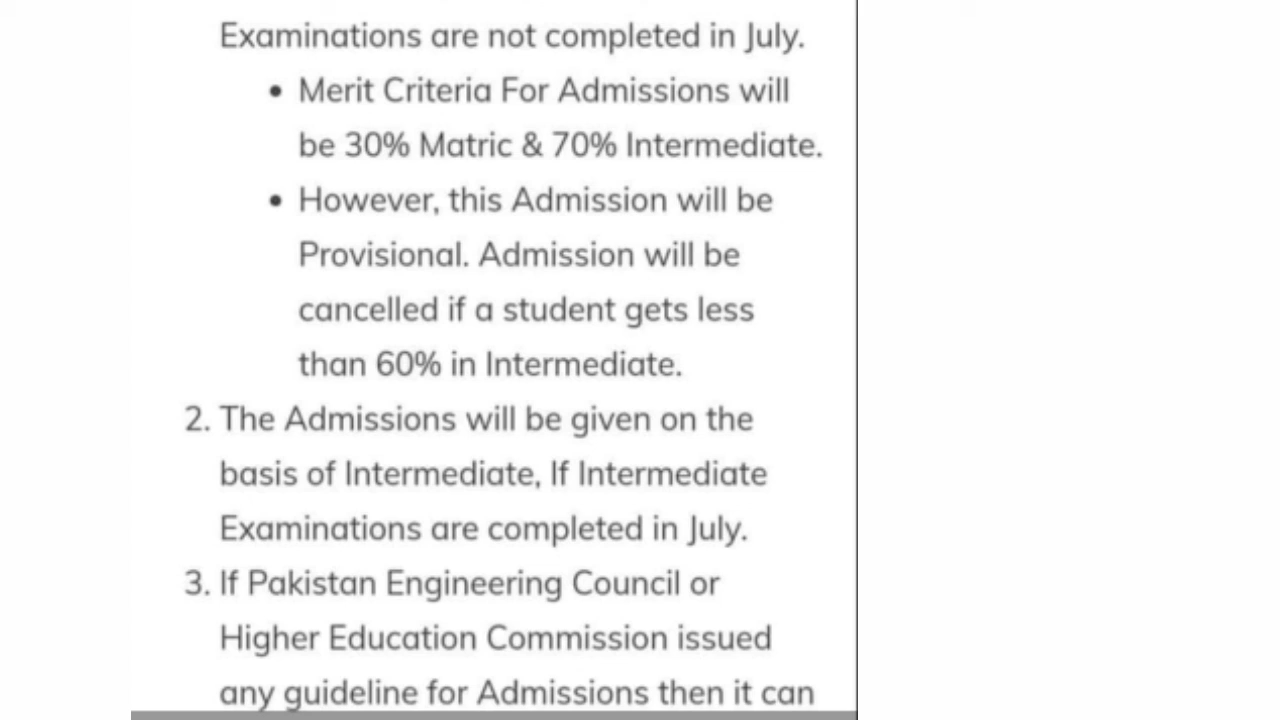 Examinations are not completed in July.
• Merit Criteria For Admissions will
be 30% Matric & 70% Intermediate.
• However, this Admission will be
Provisional. Admission will be
cancelled if a student gets less
than 60% in Intermediate.
2. The Admissions will be given on the
basis of Intermediate, If Intermediate
Examinations are completed in July.
3. If Pakistan Engineering Council or
Higher Education Commission issued
any guideline for Admissions then it can